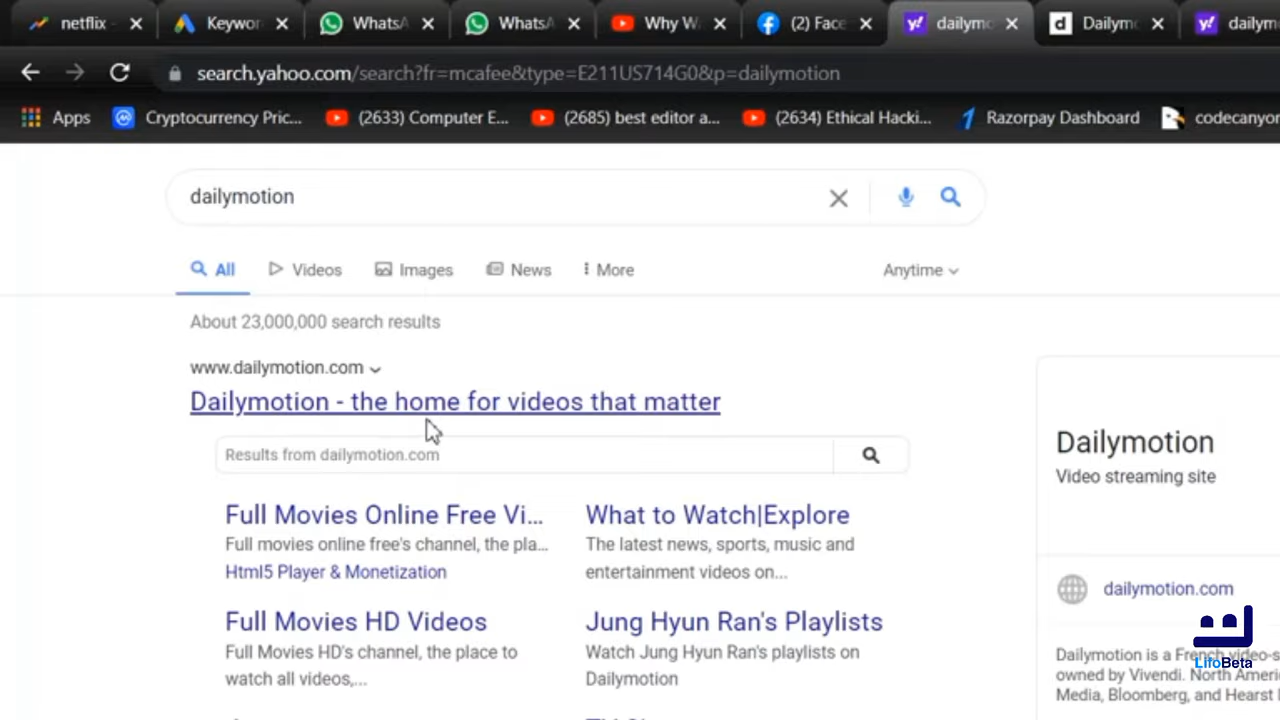 netflix -
Keywor
WhatsA
WhatsA
Why W
(2) Face
dailymo
Dailymo
dailym
search.yahoo.com/search?fr=mcafee&type=E211US714G0&p=dailymotion
Apps
Cryptocurrency Pric...
(2633) Computer E...
(2685) best editor a...
(2634) Ethical Hacki...
Razorpay Dashboard
codecanyon
dailymotion
All
Videos
Images
News
More
Anytime
About 23,000,000 search results
www.dailymotion.com
Dailymotion - the home for videos that matter
Results from dailymotion.com
Full Movies Online Free Vi...
Full movies online free's channel, the pla...
Html5 Player & Monetization
What to Watch|Explore
The latest news, sports, music and
entertainment videos on...
Full Movies HD Videos
Full Movies HD's channel, the place to
watch all videos,...
Jung Hyun Ran's Playlists
Watch Jung Hyun Ran's playlists on
Dailymotion
Dailymotion
Video streaming site
dailymotion.com
Dailymotion is a French video-s
owned by Vivendi. North Ameri
Media, Bloomberg, and Hearst
LifoBeta